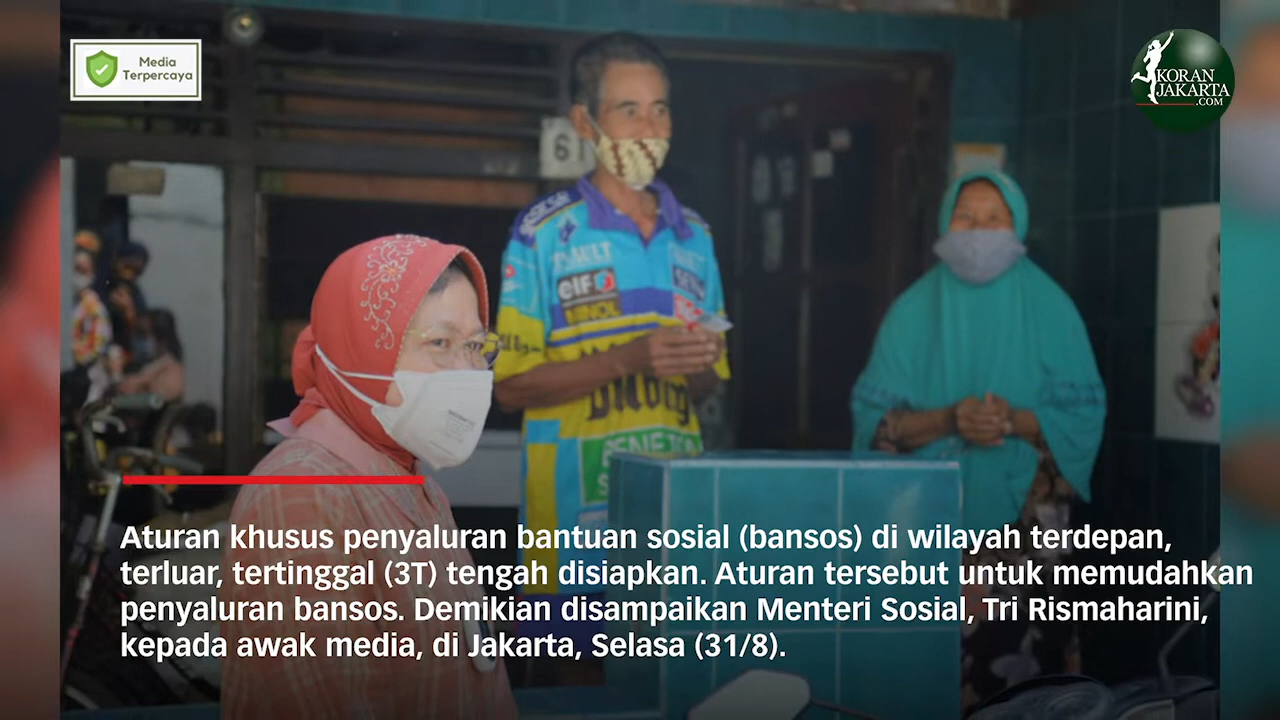 Media
Terpercaya
KORAN
JAKARTA
.COM
6
elf
Aturan khusus penyaluran bantuan sosial (bansos) di wilayah terdepan,
terluar, tertinggal (3T) tengah disiapkan. Aturan tersebut untuk memudahkan
penyaluran bansos. Demikian disampaikan Menteri Sosial, Tri Rismaharini,
kepada awak media, di Jakarta, Selasa (31/8).